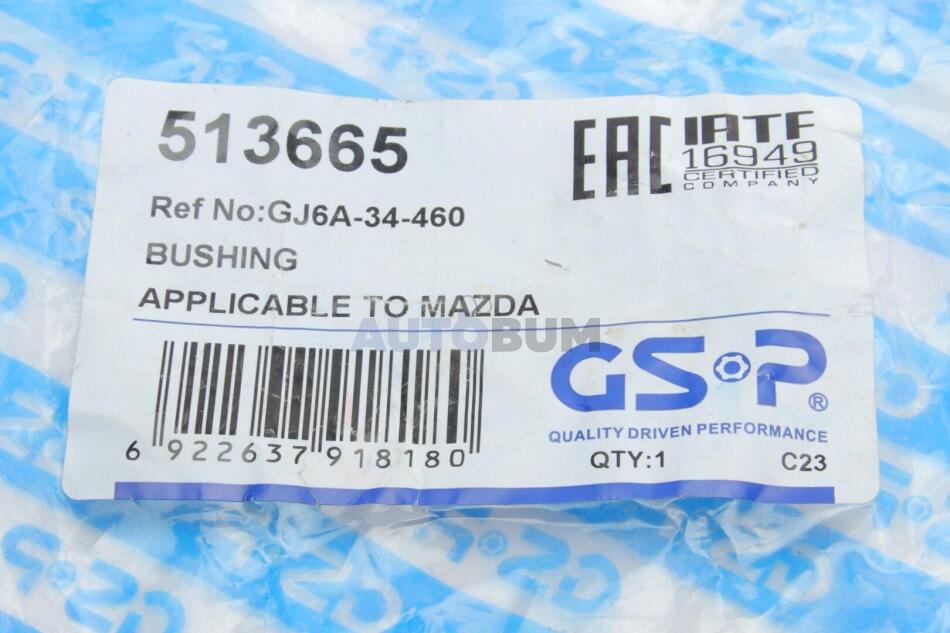 513665
EAC
IATF
16949
CERTIFIED
COMPANY
Ref No:GJ6A-34-460
BUSHING
APPLICABLE TO MAZDA
AUTOBUM
GSP®
QUALITY DRIVEN PERFORMANCE
6 922637 918180
QTY:1
C23